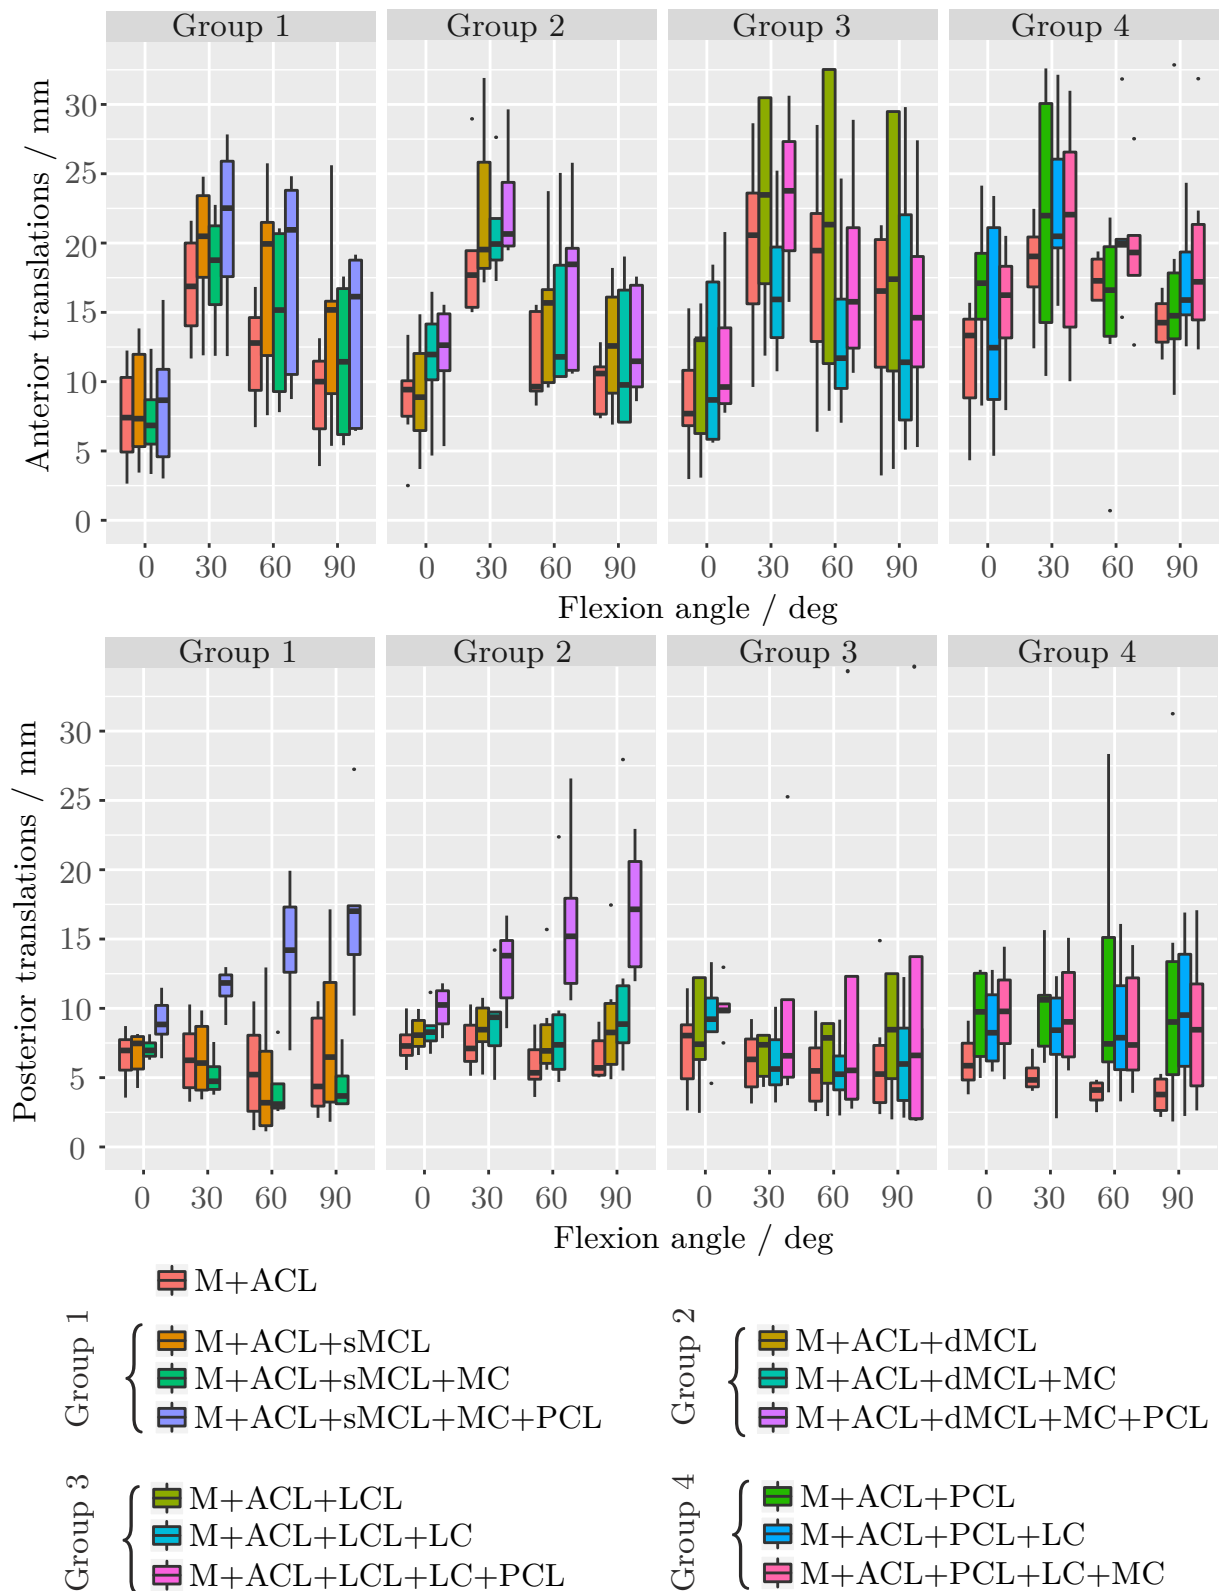 Group 1 Group 2 Group 3 Group 4
Anterior translations / mm
30
25
20
15
10
5
0
0 30 60 90 0 30 60 90 0 30 60 90 0 30 60 90
Flexion angle / deg
Group 1 Group 2 Group 3 Group 4
Posterior translations / mm
30
25
20
15
10
5
0
0 30 60 90 0 30 60 90 0 30 60 90 0 30 60 90
Flexion angle / deg
M+ACL
Group 1
M+ACL+sMCL
M+ACL+sMCL+MC
M+ACL+sMCL+MC+PCL
Group 2
M+ACL+dMCL
M+ACL+dMCL+MC
M+ACL+dMCL+MC+PCL
Group 3
M+ACL+LCL
M+ACL+LCL+LC
M+ACL+LCL+LC+PCL
Group 4
M+ACL+PCL
M+ACL+PCL+LC
M+ACL+PCL+LC+MC